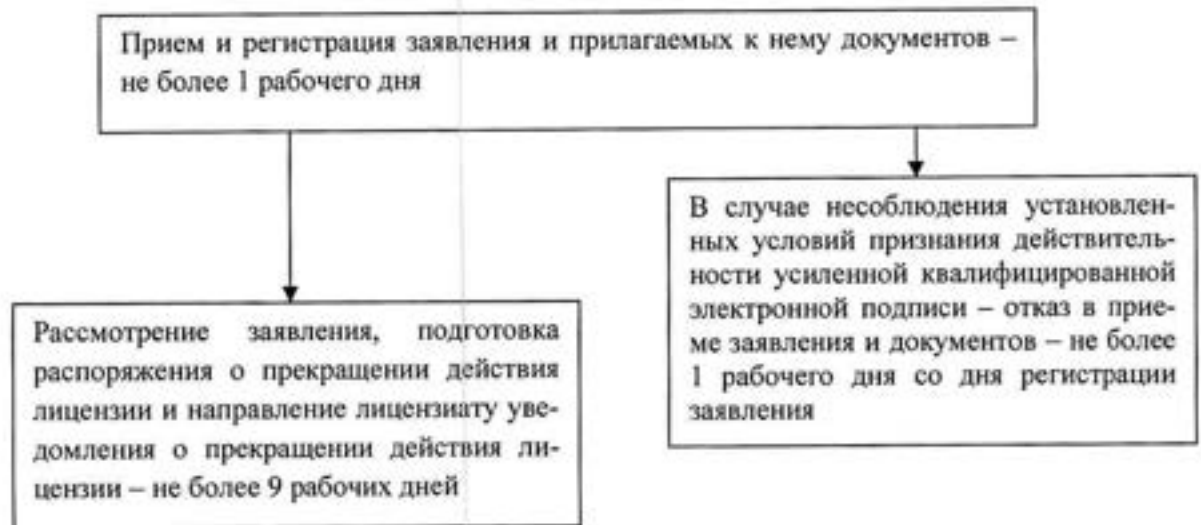 Прием и регистрация заявления и прилагаемых к нему документов –
не более 1 рабочего дня
В случае несоблюдения установлен-
ных условий признания действитель-
ности усиленной квалифицированной
электронной подписи – отказ в прие-
ме заявления и документов – не более
1 рабочего дня со дня регистрации
заявления
Рассмотрение заявления, подготовка
распоряжения о прекращении действия
лицензии и направление лицензиату уве-
домления о прекращении действия ли-
цензии – не более 9 рабочих дней